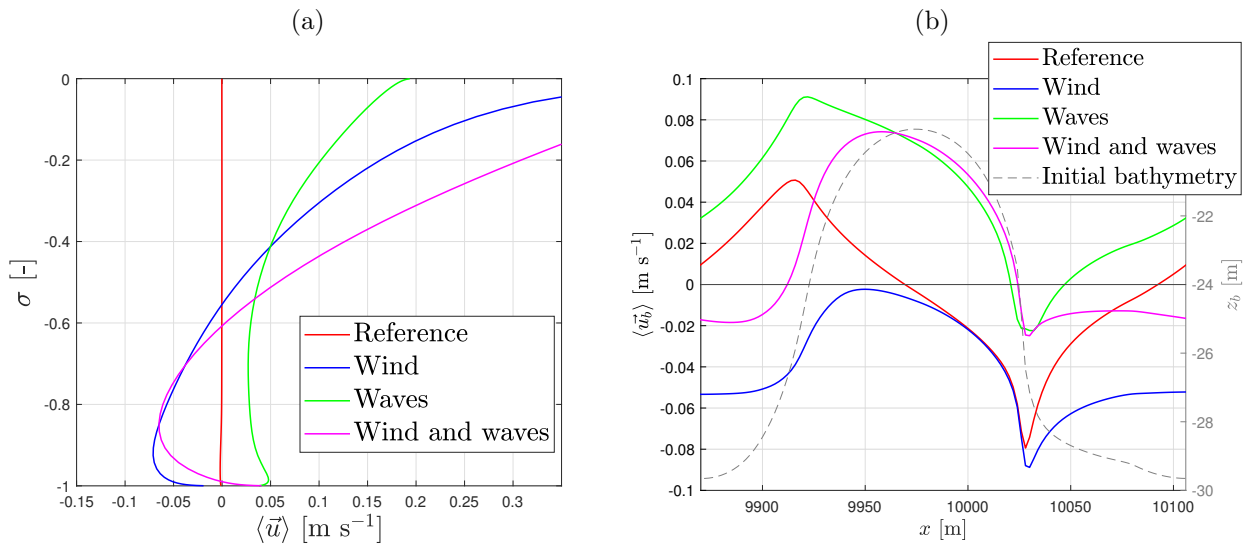 (a)
0
-0.2
-0.4
-0.6
-0.8
-1
σ [-]
-0.15 -0.1 -0.05 0 0.05 0.1 0.15 0.2 0.25 0.3
⟨u⃗⟩ [m s⁻¹]
Reference
Wind
Waves
Wind and waves
(b)
Reference
Wind
Waves
Wind and waves
Initial bathymetry
0.1
0.08
0.06
0.04
0.02
0
-0.02
-0.04
-0.06
-0.08
-0.1
⟨u⃗_b⟩ [m s⁻¹]
9900 9950 10000 10050 10100
x [m]
-22
-24
-26
-28
-30
z_b [m]